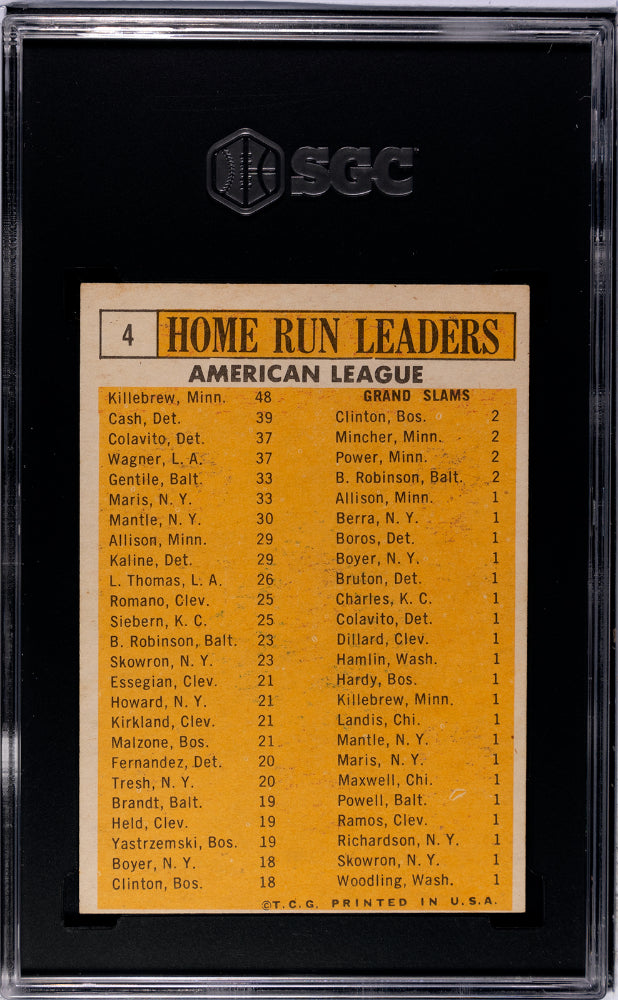 SGC
4 HOME RUN LEADERS
AMERICAN LEAGUE
Killebrew, Minn. 48
Cash, Det. 39
Colavito, Det. 37
Wagner, L. A. 37
Gentile, Balt. 33
Maris, N. Y. 33
Mantle, N. Y. 30
Allison, Minn. 29
Kaline, Det. 29
L. Thomas, L. A. 26
Romano, Clev. 25
Siebern, K. C. 25
B. Robinson, Balt. 23
Skowron, N. Y. 23
Essegian, Clev. 21
Howard, N. Y. 21
Kirkland, Clev. 21
Malzone, Bos. 21
Fernandez, Det. 20
Tresh, N. Y. 20
Brandt, Balt. 19
Held, Clev. 19
Yastrzemski, Bos. 19
Boyer, N. Y. 18
Clinton, Bos. 18
GRAND SLAMS
Clinton, Bos. 2
Mincher, Minn. 2
Power, Minn. 2
B. Robinson, Balt. 2
Allison, Minn. 1
Berra, N. Y. 1
Boros, Det. 1
Boyer, N. Y. 1
Bruton, Det. 1
Charles, K. C. 1
Colavito, Det. 1
Dillard, Clev. 1
Hamlin, Wash. 1
Hardy, Bos. 1
Killebrew, Minn. 1
Landis, Chi. 1
Mantle, N. Y. 1
Maris, N. Y. 1
Maxwell, Chi. 1
Powell, Balt. 1
Ramos, Clev. 1
Richardson, N. Y. 1
Skowron, N. Y. 1
Woodling, Wash. 1
©T.C.G. PRINTED IN U.S.A.